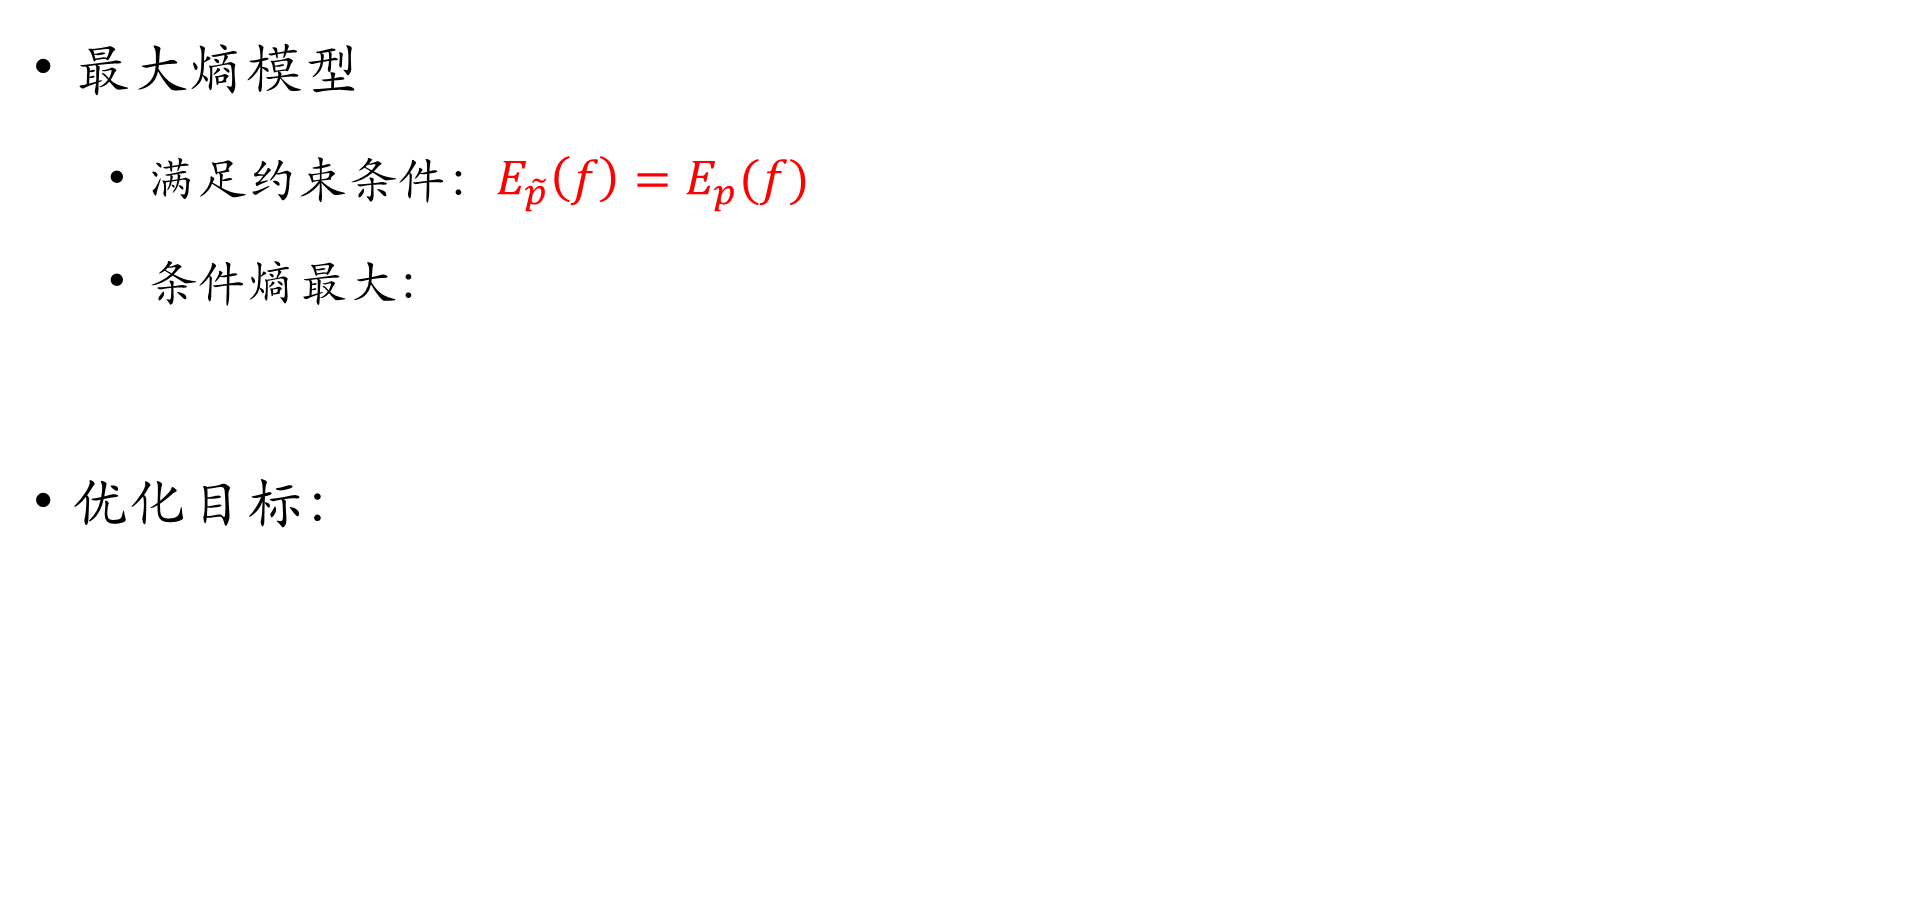 • 最大熵模型
• 满足约束条件：$E_{\tilde{p}}(f) = E_p(f)$
• 条件熵最大：
• 优化目标：